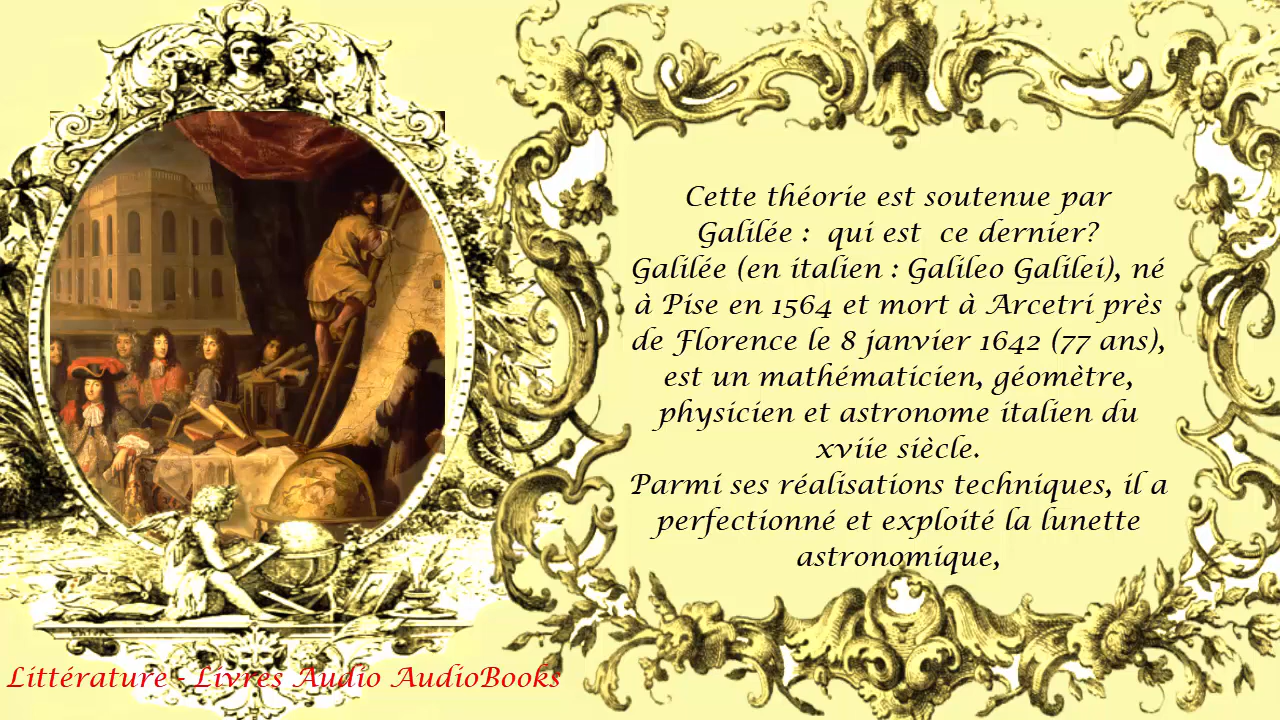 Cette théorie est soutenue par
Galilée : qui est ce dernier?
Galilée (en italien : Galileo Galilei), né
à Pise en 1564 et mort à Arcetri près
de Florence le 8 janvier 1642 (77 ans),
est un mathématicien, géomètre,
physicien et astronome italien du
xviie siècle.
Parmi ses réalisations techniques, il a
perfectionné et exploité la lunette
astronomique,
Littérature - Livres Audio AudioBooks